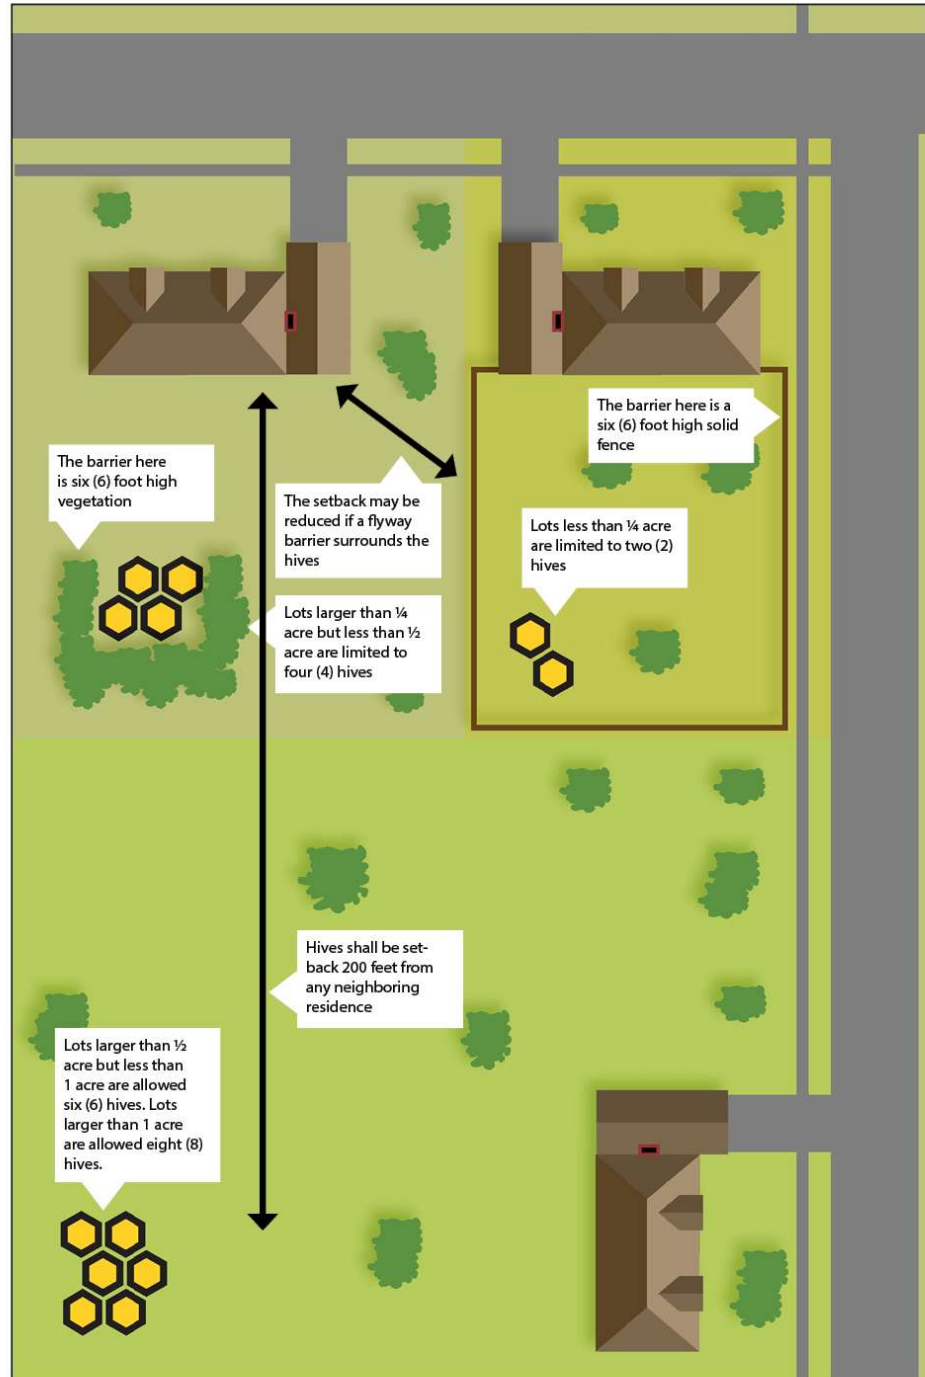 The barrier here is a
six (6) foot high solid
fence
The barrier here
is six (6) foot high
vegetation
The setback may be
reduced if a flyway
barrier surrounds the
hives
Lots less than ¼ acre
are limited to two (2)
hives
Lots larger than ¼
acre but less than ½
acre are limited to
four (4) hives
Hives shall be set-
back 200 feet from
any neighboring
residence
Lots larger than ½
acre but less than
1 acre are allowed
six (6) hives. Lots
larger than 1 acre
are allowed eight (8)
hives.